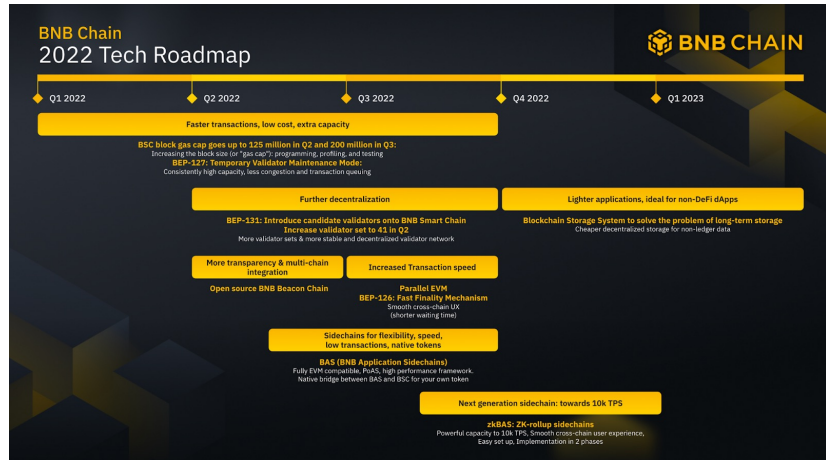 BNB Chain
2022 Tech Roadmap
BNB CHAIN
Q1 2022
Q2 2022
Q3 2022
Q4 2022
Q1 2023
Faster transactions, low cost, extra capacity
BSC block gas cap goes up to 125 million in Q2 and 200 million in Q3:
Increasing the block size (or "gas cap"): programming, profiling, and testing
BEP-127: Temporary Validator Maintenance Mode:
Consistently high capacity, less congestion and transaction queuing
Further decentralization
BEP-131: Introduce candidate validators onto BNB Smart Chain
Increase validator set to 41 in Q2
More validator sets & more stable and decentralized validator network
Lighter applications, ideal for non-DeFi dApps
Blockchain Storage System to solve the problem of long-term storage
Cheaper decentralized storage for non-ledger data
More transparency & multi-chain
integration
Open source BNB Beacon Chain
Increased Transaction speed
Parallel EVM
BEP-126: Fast Finality Mechanism
Smooth cross-chain UX
(shorter waiting time)
Sidechains for flexibility, speed,
low transactions, native tokens
BAS (BNB Application Sidechains)
Fully EVM compatible, PoAS, high performance framework.
Native bridge between BAS and BSC for your own token
Next generation sidechain: towards 10k TPS
zkBAS: ZK-rollup sidechains
Powerful capacity to 10k TPS, Smooth cross-chain user experience,
Easy set up, Implementation in 2 phases